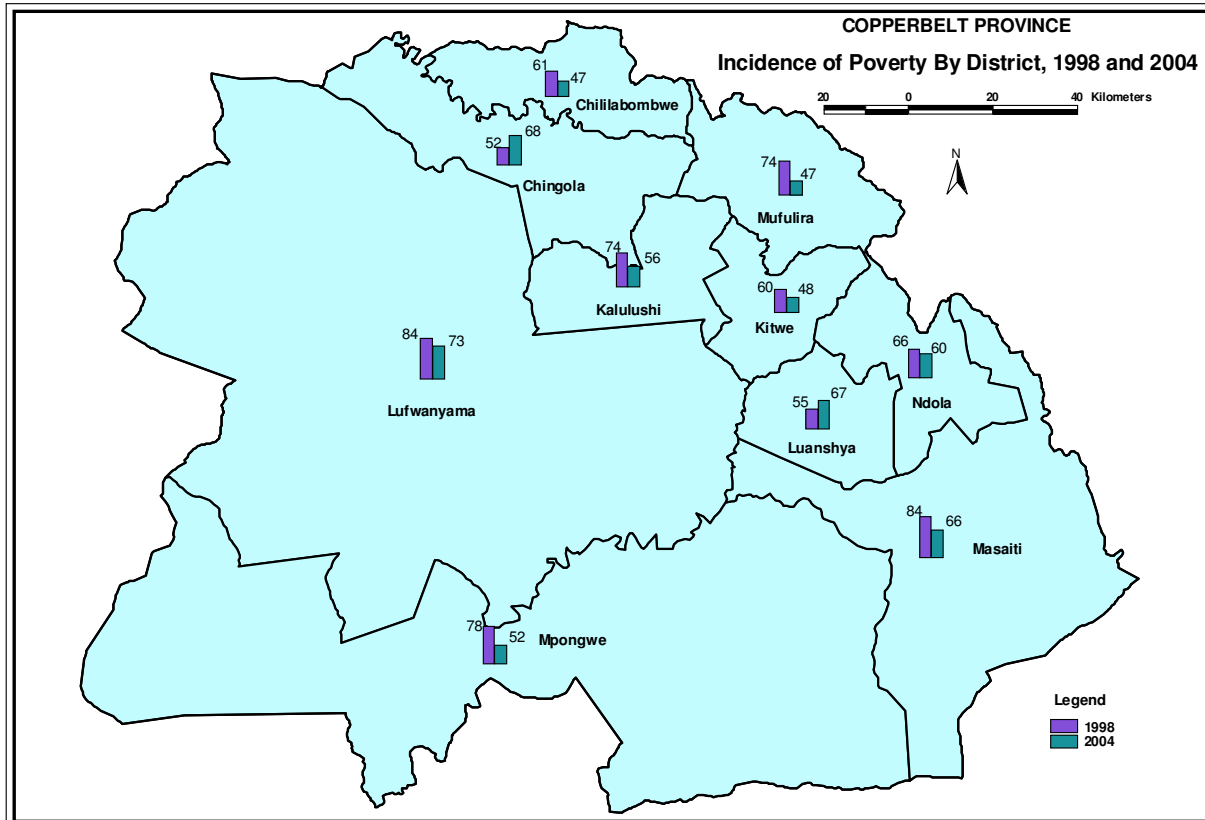 COPPERBELT PROVINCE
Incidence of Poverty By District, 1998 and 2004
20 0 20 40 Kilometers
N
61 47
Chililabombwe
52 68
Chingola
74 47
Mufulira
74 56
Kalulushi
60 48
Kitwe
84 73
Lufwanyama
66 60
Ndola
55 67
Luanshya
84 66
Masaiti
78 52
Mpongwe
Legend
1998
2004